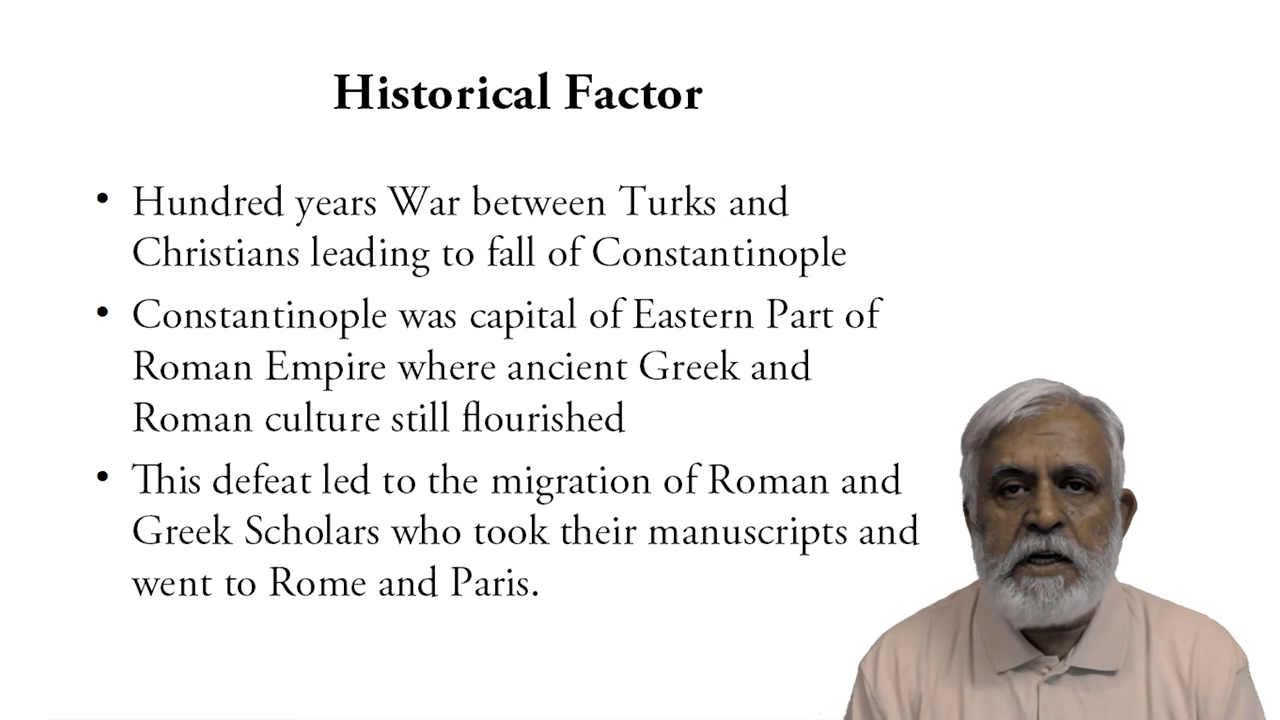 Historical Factor
• Hundred years War between Turks and
Christians leading to fall of Constantinople
• Constantinople was capital of Eastern Part of
Roman Empire where ancient Greek and
Roman culture still flourished
• This defeat led to the migration of Roman and
Greek Scholars who took their manuscripts and
went to Rome and Paris.